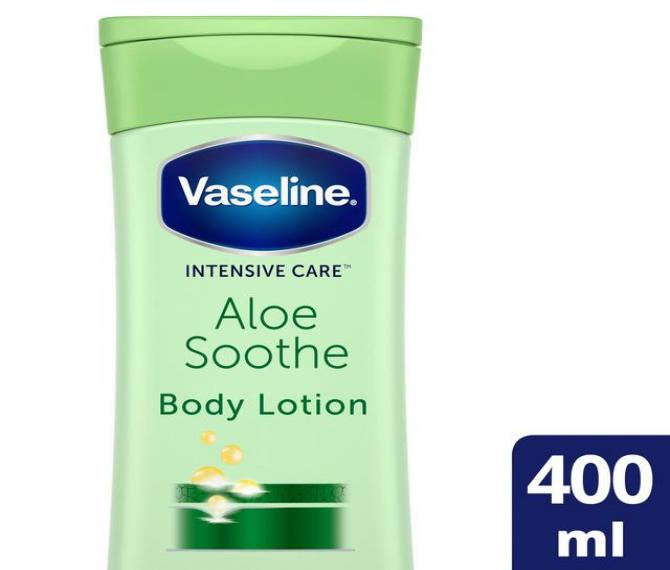 Vaseline®
INTENSIVE CARE™
Aloe
Soothe
Body Lotion
400
ml